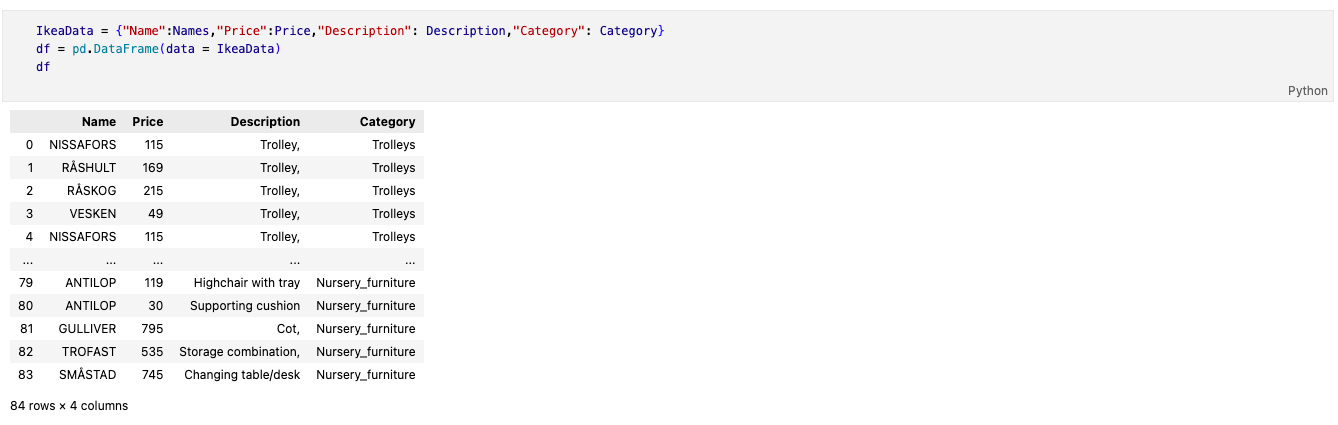 IkeaData = {"Name":Names,"Price":Price,"Description": Description,"Category": Category}
df = pd.DataFrame(data = IkeaData)
df
Python
Name Price Description Category
0 NISSAFORS 115 Trolley, Trolleys
1 RÅSHULT 169 Trolley, Trolleys
2 RÅSKOG 215 Trolley, Trolleys
3 VESKEN 49 Trolley, Trolleys
4 NISSAFORS 115 Trolley, Trolleys
... ... ... ... ...
79 ANTILOP 119 Highchair with tray Nursery_furniture
80 ANTILOP 30 Supporting cushion Nursery_furniture
81 GULLIVER 795 Cot, Nursery_furniture
82 TROFAST 535 Storage combination, Nursery_furniture
83 SMÅSTAD 745 Changing table/desk Nursery_furniture
84 rows × 4 columns